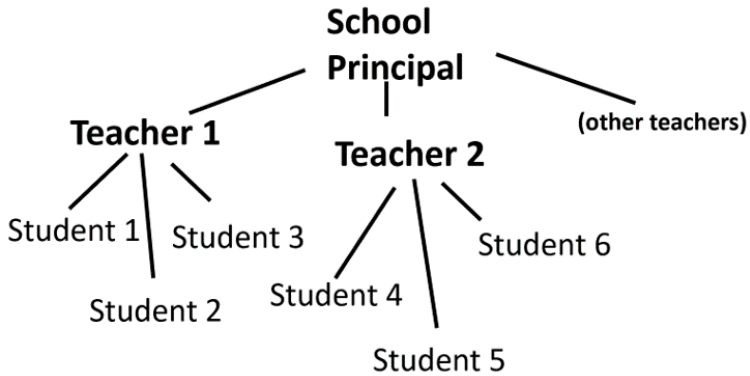 School
Principal
(other teachers)
Teacher 1
Teacher 2
Student 1
Student 3
Student 6
Student 2
Student 4
Student 5